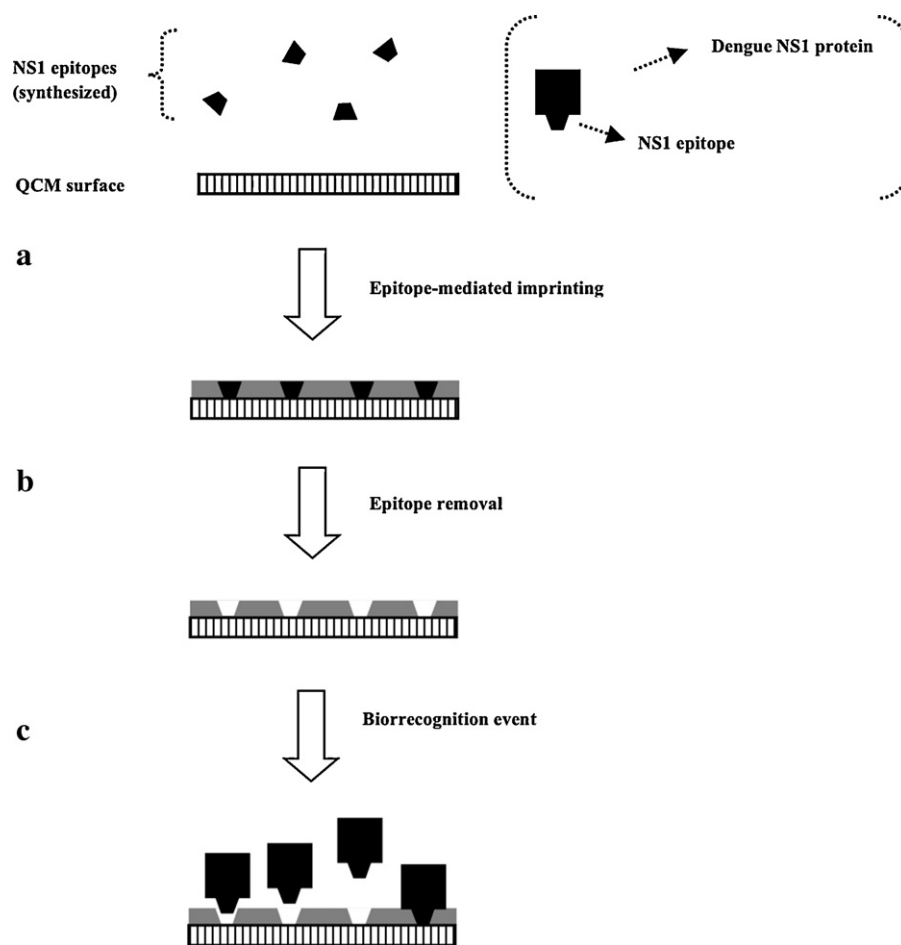 NS1 epitopes
(synthesized)
Dengue NS1 protein
NS1 epitope
QCM surface
a
Epitope-mediated imprinting
b
Epitope removal
c
Biorrecognition event